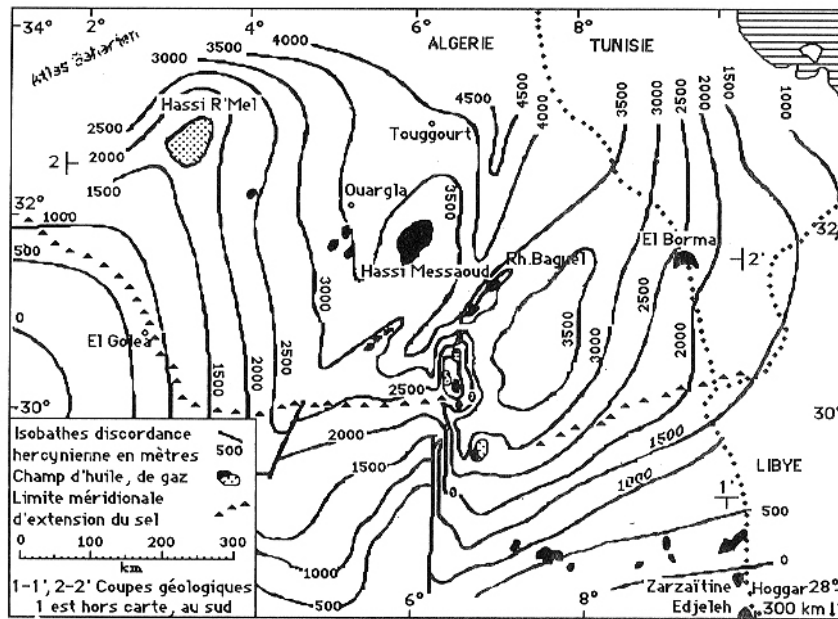 34° 2° 4° 6° 8°
Atlas Saharien
ALGERIE TUNISIE
3000 3500 4000
4500 4500 4000
3500 3000 2500 2000 1500 1000
Hassi R'Mel
2500
2000
1500
2
Touggourt
Ouargla
3500
32° 32
1000
500
El Borma
2'
Hassi Messaoud
Rh.Baguel
3000
3500
3000
2500
2000
0
El Golea
1500
2000
2500
2500
30° 30°
Isobathes discordance
hercynienne en mètres
500
Champ d'huile, de gaz
Limite méridionale
d'extension du sel
0 100 200 300
km
1-1', 2-2' Coupes géologiques
1 est hors carte, au sud
2000
1500
1000
500
0
1500
1000
LIBYE
1'
500
0
6° 8°
Zarzaïtine
Edjeleh
Hoggar 28°
300 km